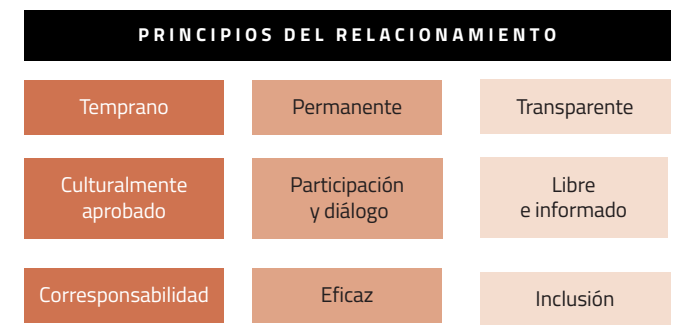 PRINCIPIOS DEL RELACIONAMIENTO
Temprano
Permanente
Transparente
Culturalmente
aprobado
Participación
y diálogo
Libre
e informado
Corresponsabilidad
Eficaz
Inclusión